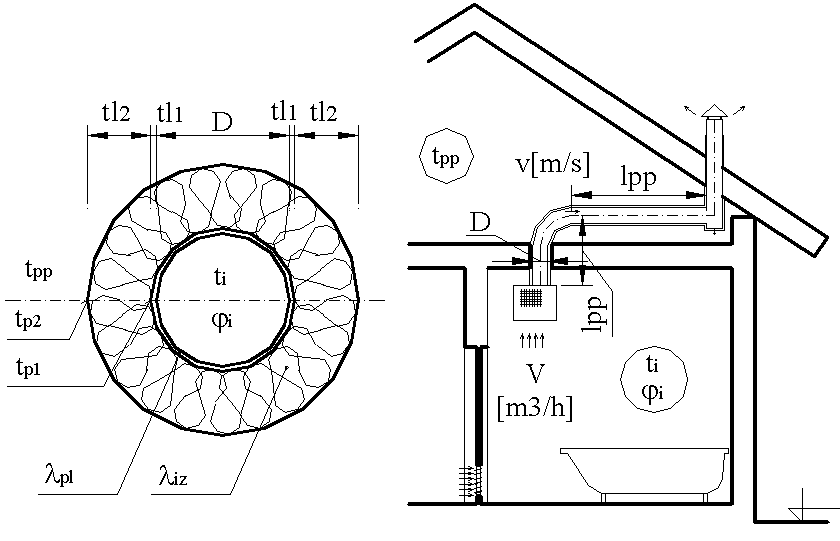 tl2 tl1 D tl1 tl2
tpp
ti
tp2
φi
tp1
λpl
λiz
tpp
v[m/s]
lpp
D
lpp
V
[m3/h]
ti
φi